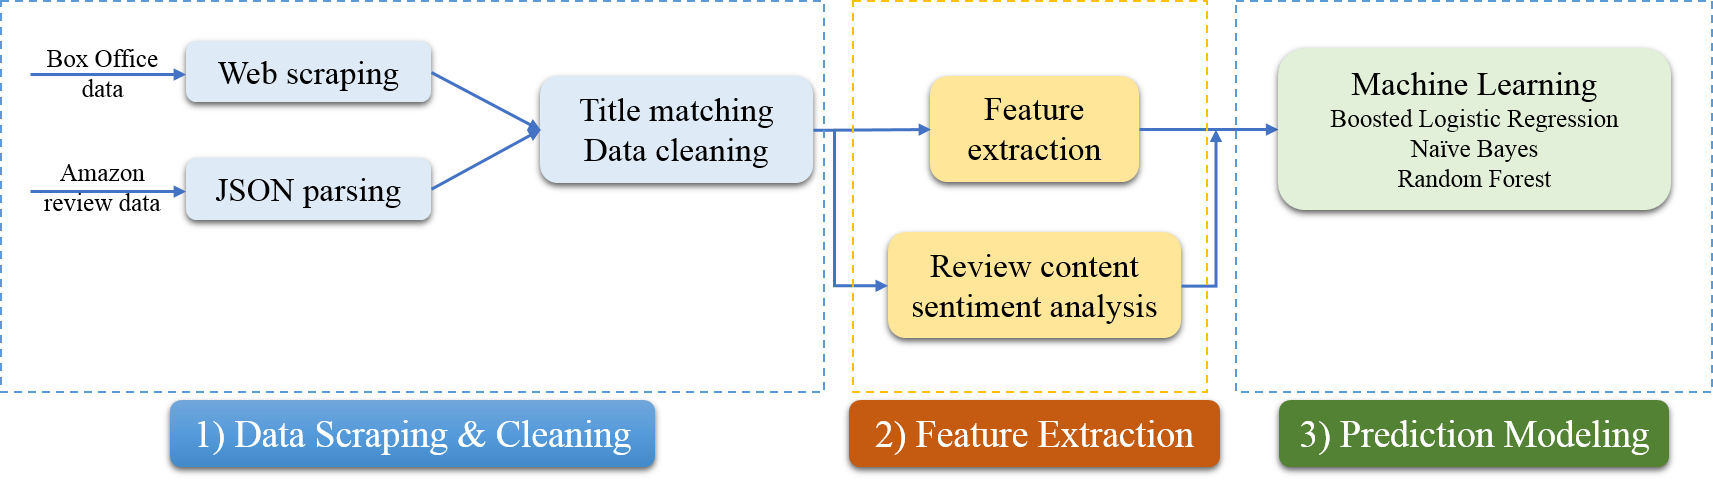 Box Office
data
Web scraping
Amazon
review data
JSON parsing
Title matching
Data cleaning
Feature
extraction
Review content
sentiment analysis
Machine Learning
Boosted Logistic Regression
Naïve Bayes
Random Forest
1) Data Scraping & Cleaning
2) Feature Extraction
3) Prediction Modeling